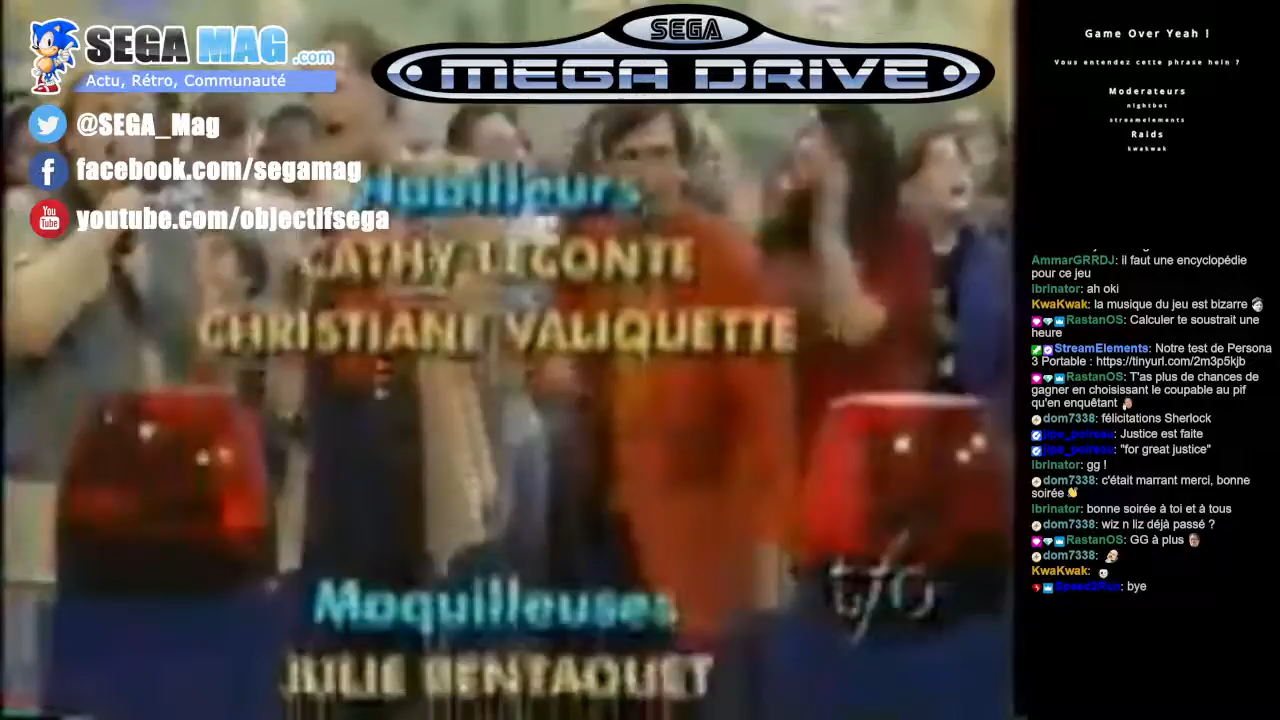 SEGA MAG.com
Actu, Rétro, Communauté
@SEGA_Mag
facebook.com/segamag
You Tube youtube.com/objectifsega
SEGA
MEGA DRIVE
Habilleurs
CATHY LECONTE
CHRISTIANE VALIQUETTE
Maquilleuses
JULIE BENTAQUET
tfo
Game Over Yeah !
Vous entendez cette phrase hein ?
Moderateurs
nightbot
streamelements
Raids
kwakwak
AmmarGRRDJ: il faut une encyclopédie
pour ce jeu
Ibrinator: ah oki
KwaKwak: la musique du jeu est bizarre
RastanOS: Calculer te soustrait une
heure
StreamElements: Notre test de Persona
3 Portable : https://tinyurl.com/2m3p5kjb
RastanOS: T'as plus de chances de
gagner en choisissant le coupable au pif
qu'en enquêtant
dom7338: félicitations Sherlock
jipe_poireau: Justice est faite
jipe_poireau: "for great justice"
Ibrinator: gg !
dom7338: c'était marrant merci, bonne
soirée
Ibrinator: bonne soirée à toi et à tous
dom7338: wiz n liz déjà passé ?
RastanOS: GG à plus
dom7338:
KwaKwak:
Speed2Run: bye